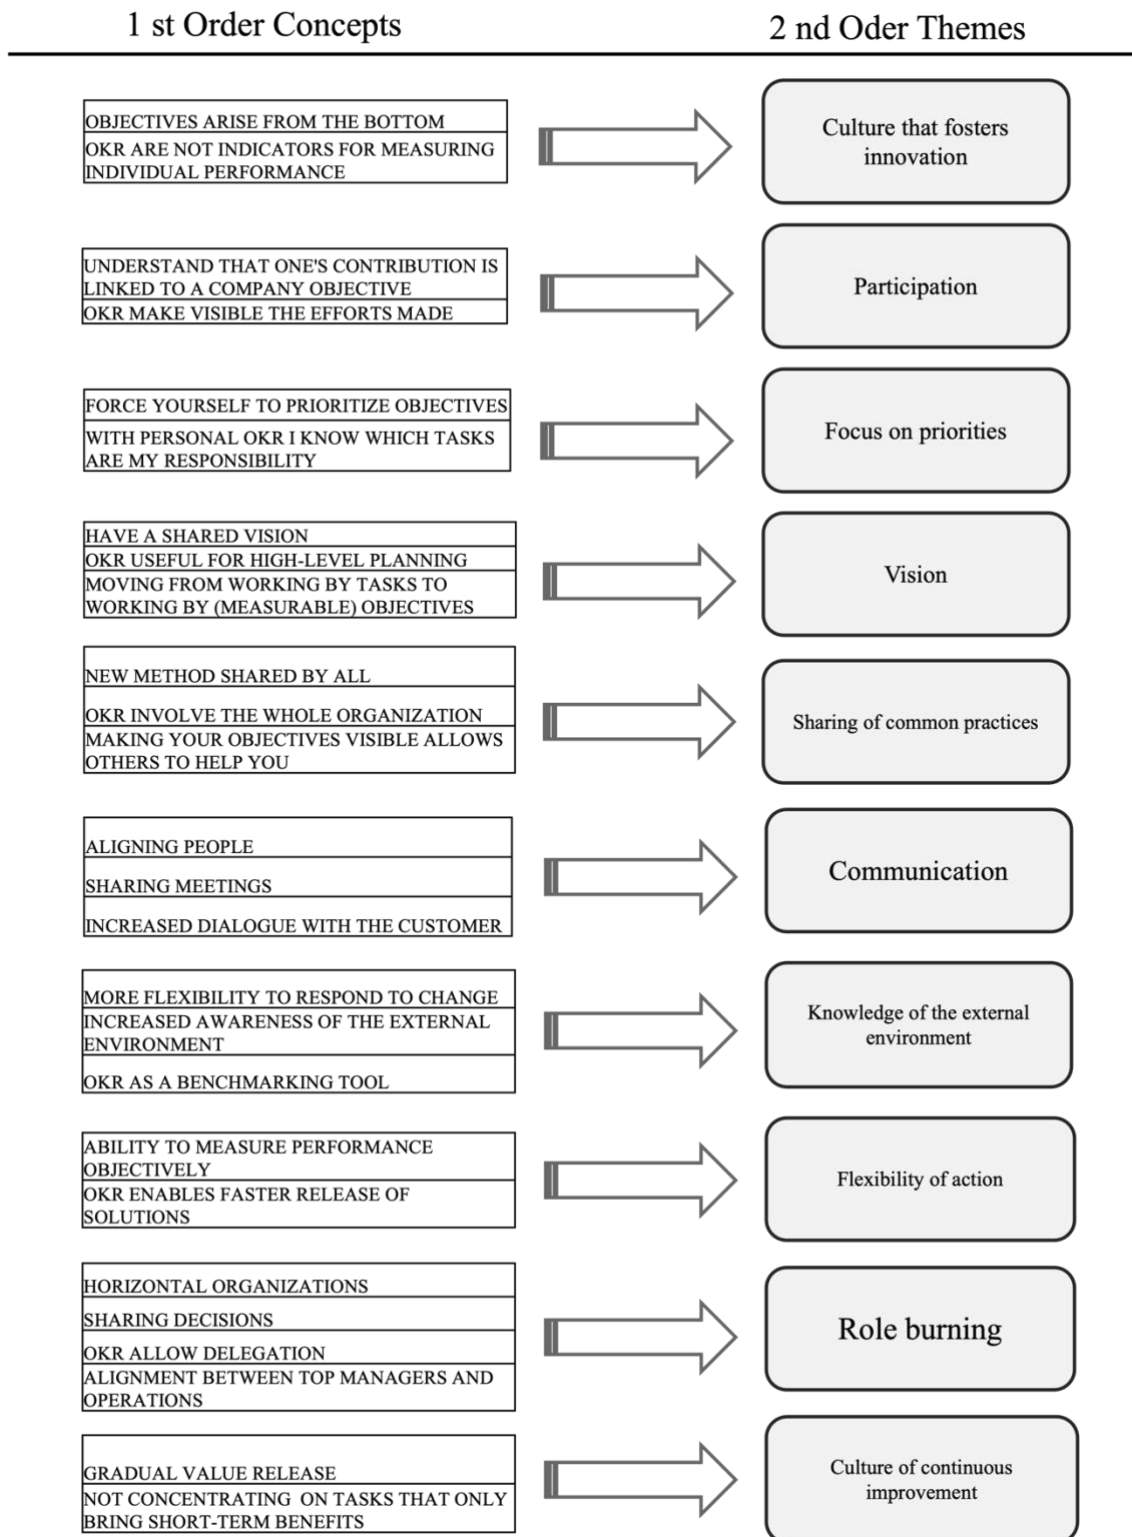 1 st Order Concepts
2 nd Oder Themes
OBJECTIVES ARISE FROM THE BOTTOM
OKR ARE NOT INDICATORS FOR MEASURING
INDIVIDUAL PERFORMANCE
Culture that fosters
innovation
UNDERSTAND THAT ONE'S CONTRIBUTION IS
LINKED TO A COMPANY OBJECTIVE
OKR MAKE VISIBLE THE EFFORTS MADE
Participation
FORCE YOURSELF TO PRIORITIZE OBJECTIVES
WITH PERSONAL OKR I KNOW WHICH TASKS
ARE MY RESPONSIBILITY
Focus on priorities
HAVE A SHARED VISION
OKR USEFUL FOR HIGH-LEVEL PLANNING
MOVING FROM WORKING BY TASKS TO
WORKING BY (MEASURABLE) OBJECTIVES
Vision
NEW METHOD SHARED BY ALL
OKR INVOLVE THE WHOLE ORGANIZATION
MAKING YOUR OBJECTIVES VISIBLE ALLOWS
OTHERS TO HELP YOU
Sharing of common practices
ALIGNING PEOPLE
SHARING MEETINGS
INCREASED DIALOGUE WITH THE CUSTOMER
Communication
MORE FLEXIBILITY TO RESPOND TO CHANGE
INCREASED AWARENESS OF THE EXTERNAL
ENVIRONMENT
OKR AS A BENCHMARKING TOOL
Knowledge of the external
environment
ABILITY TO MEASURE PERFORMANCE
OBJECTIVELY
OKR ENABLES FASTER RELEASE OF
SOLUTIONS
Flexibility of action
HORIZONTAL ORGANIZATIONS
SHARING DECISIONS
OKR ALLOW DELEGATION
ALIGNMENT BETWEEN TOP MANAGERS AND
OPERATIONS
Role burning
GRADUAL VALUE RELEASE
NOT CONCENTRATING ON TASKS THAT ONLY
BRING SHORT-TERM BENEFITS
Culture of continuous
improvement